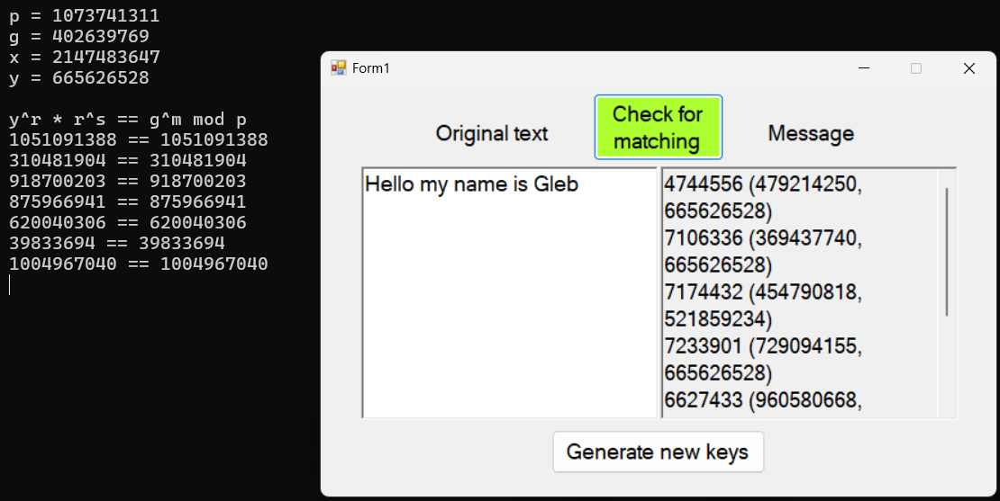 p = 1073741311
g = 402639769
x = 2147483647
y = 665626528
y^r * r^s == g^m mod p
1051091388 == 1051091388
310481904 == 310481904
918700203 == 918700203
875966941 == 875966941
620040306 == 620040306
39833694 == 39833694
1004967040 == 1004967040
Form1
Original text
Check for
matching
Message
Hello my name is Gleb
4744556 (479214250,
665626528)
7106336 (369437740,
665626528)
7174432 (454790818,
521859234)
7233901 (729094155,
665626528)
6627433 (960580668,
Generate new keys